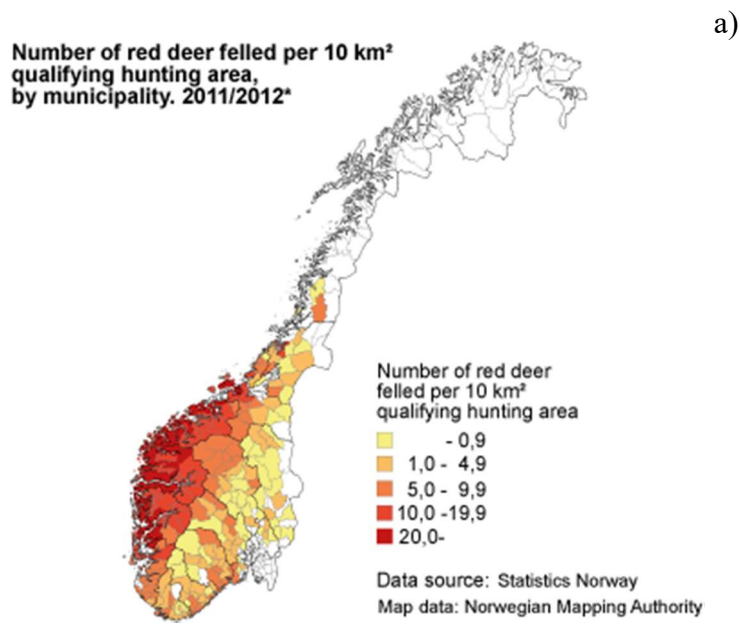 a)
Number of red deer felled per 10 km²
qualifying hunting area,
by municipality. 2011/2012*
Number of red deer
felled per 10 km²
qualifying hunting area
- 0,9
1,0 - 4,9
5,0 - 9,9
10,0 -19,9
20,0-
Data source: Statistics Norway
Map data: Norwegian Mapping Authority